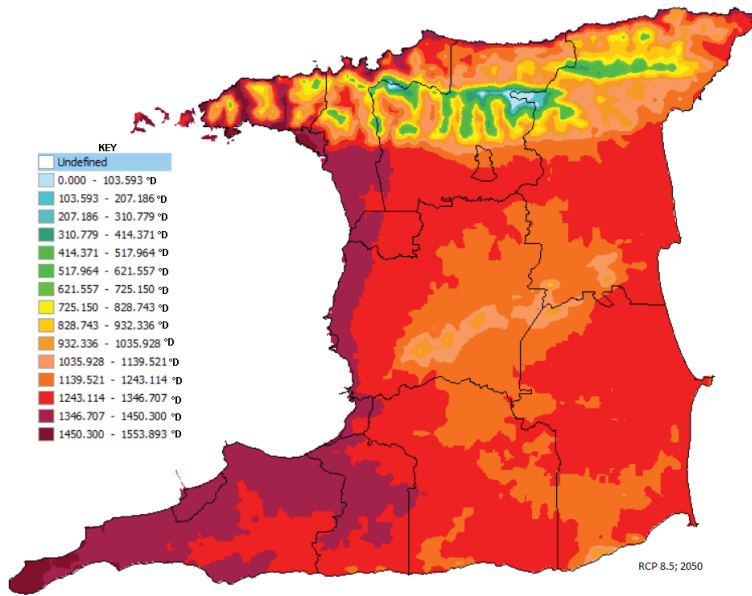 KEY
Undefined
0.000 - 103.593 °D
103.593 - 207.186 °D
207.186 - 310.779 °D
310.779 - 414.371 °D
414.371 - 517.964 °D
517.964 - 621.557 °D
621.557 - 725.150 °D
725.150 - 828.743 °D
828.743 - 932.336 °D
932.336 - 1035.928 °D
1035.928 - 1139.521 °D
1139.521 - 1243.114 °D
1243.114 - 1346.707 °D
1346.707 - 1450.300 °D
1450.300 - 1553.893 °D
RCP 8.5; 2050